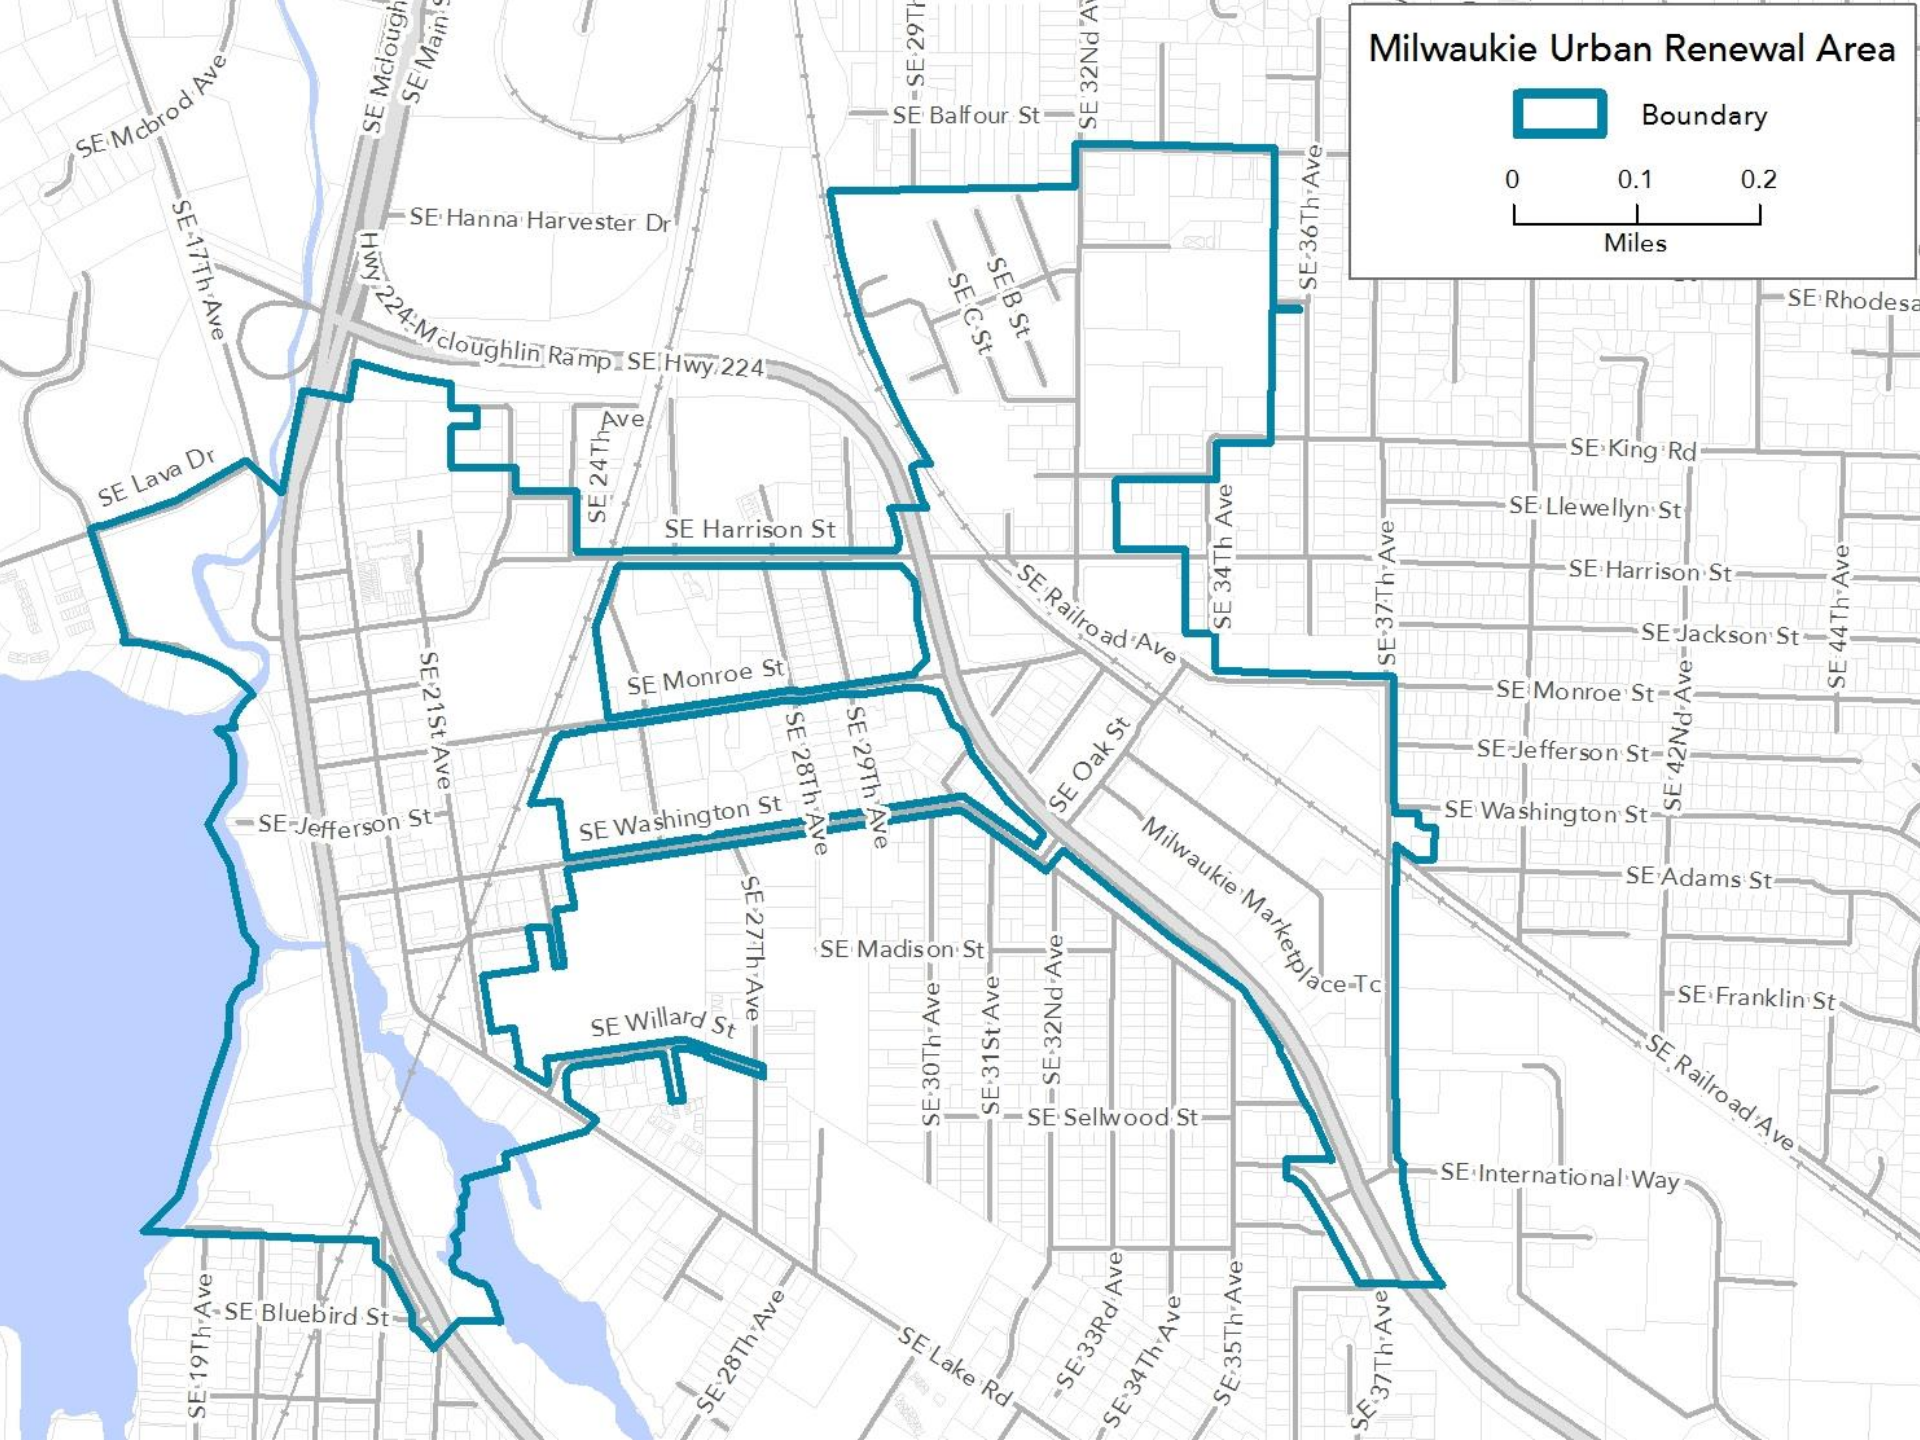 Milwaukie Urban Renewal Area
Boundary
0 0.1 0.2
Miles
SE Mcbrod Ave
SE Mclough
SE Main S
SE 29Th
SE 32Nd Av
SE Balfour St
SE 17Th Ave
SE Hanna Harvester Dr
SE 36Th Ave
Hwy 224-Mcloughlin Ramp
SE Hwy 224
SE C St
SE B St
SE Rhodesa
SE Lava Dr
SE 24Th
Ave
SE Harrison St
SE King Rd
SE Llewellyn St
SE 34Th Ave
SE 37Th Ave
SE Harrison St
SE 44Th Ave
SE Railroad Ave
SE Jackson St
SE Monroe St
SE 21St Ave
SE Monroe St
SE 42Nd Ave
SE 28Th Ave
SE 29Th Ave
SE Oak St
SE Jefferson St
SE Jefferson St
SE Washington St
SE Washington St
Milwaukie Marketplace Tc
SE Adams St
SE 27Th Ave
SE Madison St
SE 30Th Ave
SE 31St Ave
SE 32Nd Ave
SE Franklin St
SE Willard St
SE Railroad Ave
SE Sellwood St
SE International Way
SE 19Th Ave
SE Bluebird St
SE 28Th Ave
SE Lake Rd
SE 33Rd Ave
SE 34Th Ave
SE 35Th Ave
SE 37Th Ave